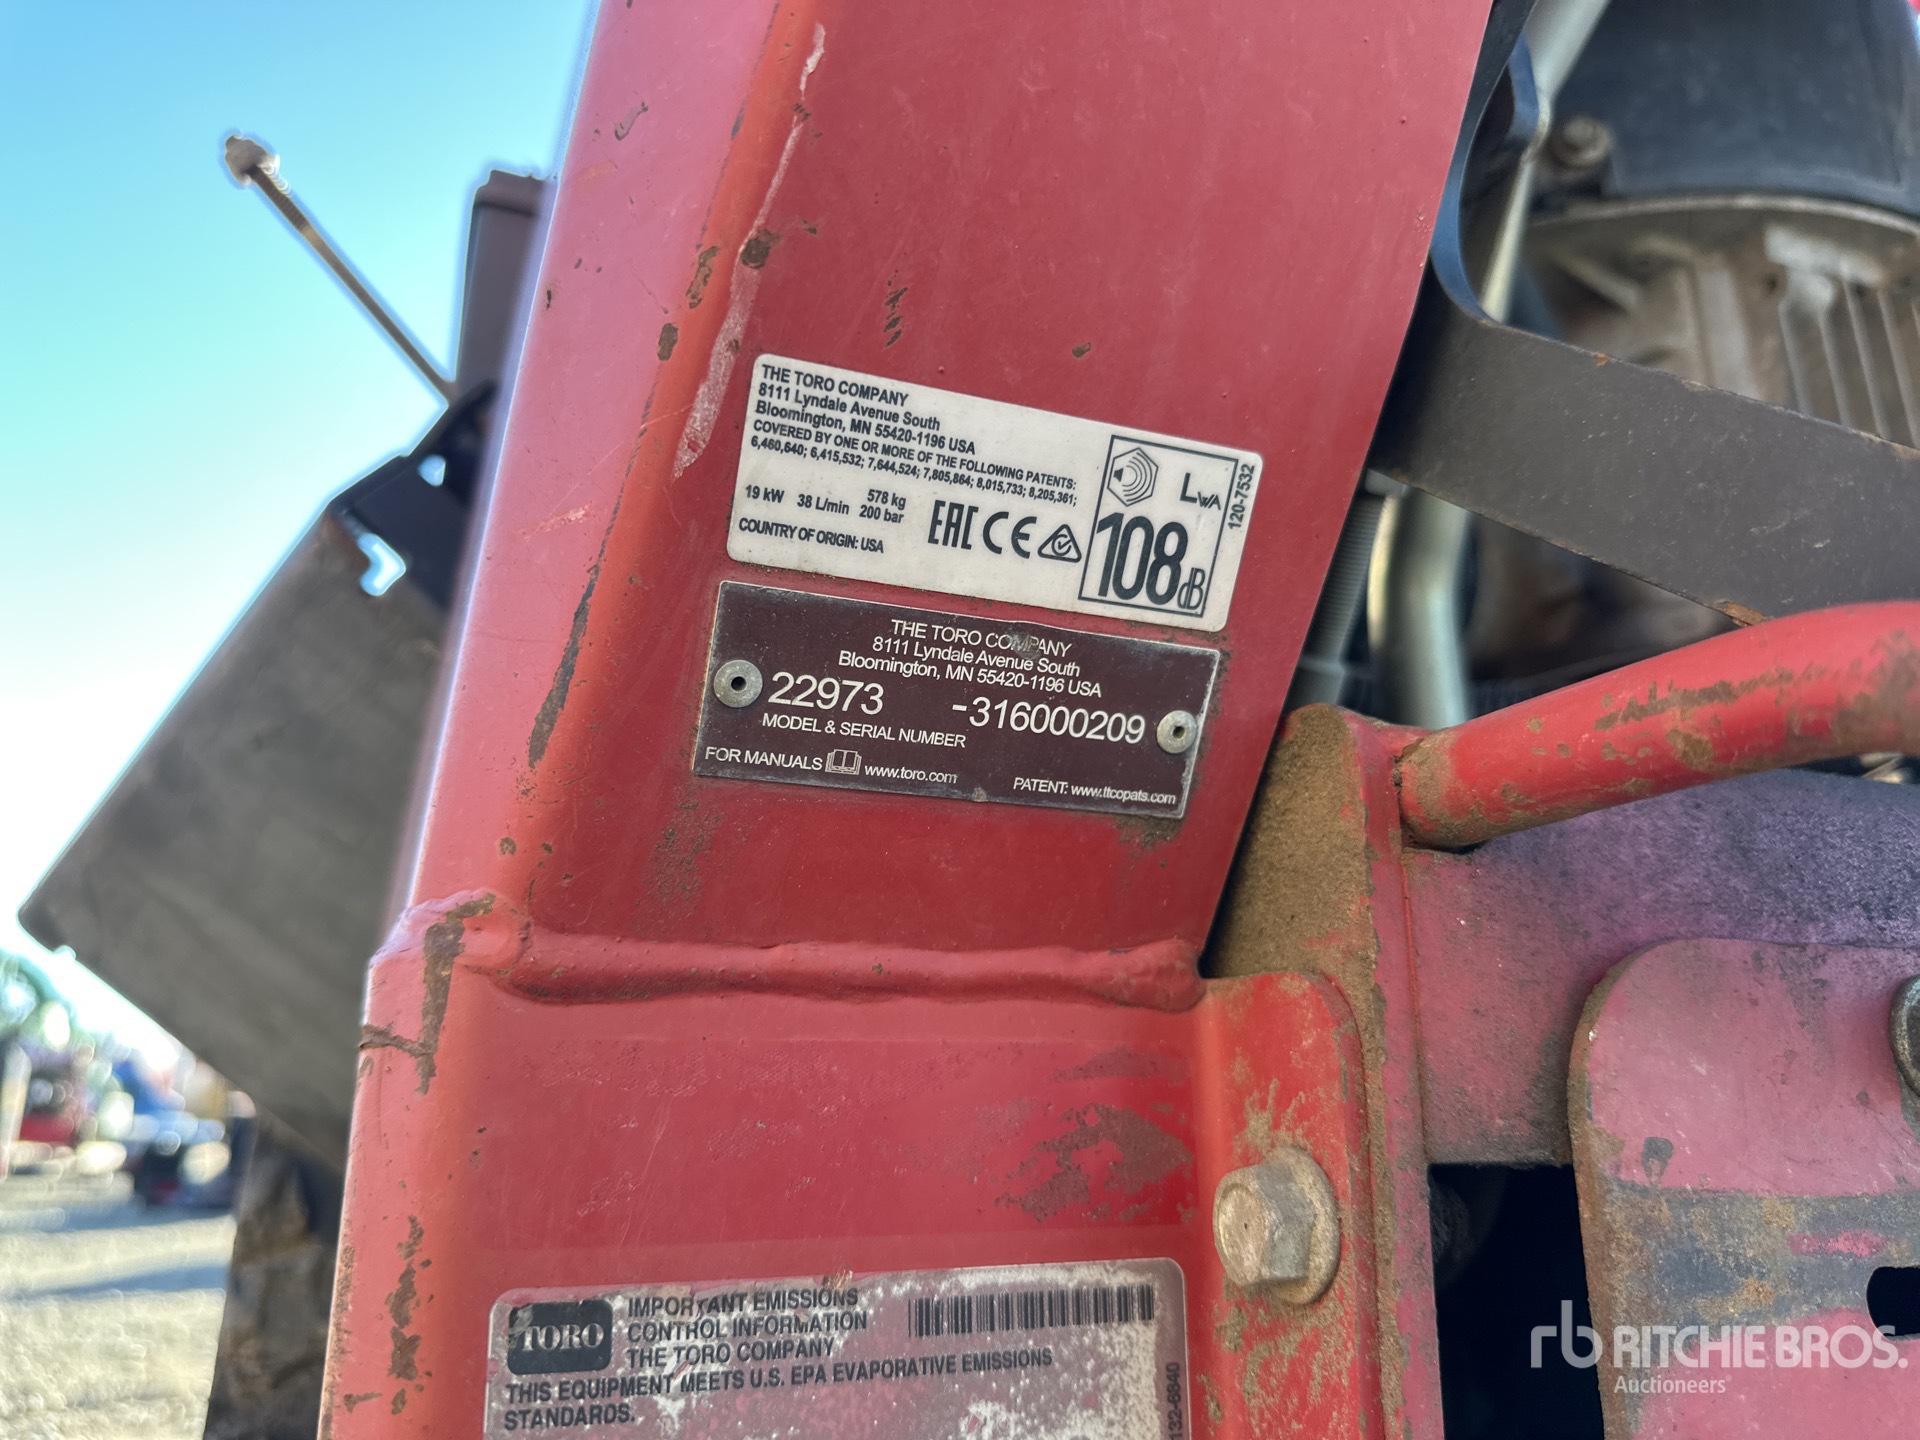 THE TORO COMPANY
8111 Lyndale Avenue South
Bloomington, MN 55420-1196 USA
COVERED BY ONE OR MORE OF THE FOLLOWING PATENTS:
6,460,640; 6,415,532; 7,644,524; 7,805,864; 8,015,733; 8,205,361;
19 kW 38 L/min 578 kg
200 bar
COUNTRY OF ORIGIN: USA
EAC CE
LWA
108 dB
120-7532
THE TORO COMPANY
8111 Lyndale Avenue South
Bloomington, MN 55420-1196 USA
22973 -316000209
MODEL & SERIAL NUMBER
FOR MANUALS www.toro.com
PATENT: www.ttcopats.com
TORO
IMPORTANT EMISSIONS
CONTROL INFORMATION
THE TORO COMPANY
THIS EQUIPMENT MEETS U.S. EPA EVAPORATIVE EMISSIONS
STANDARDS.
132-6840
rb RITCHIE BROS.
Auctioneers